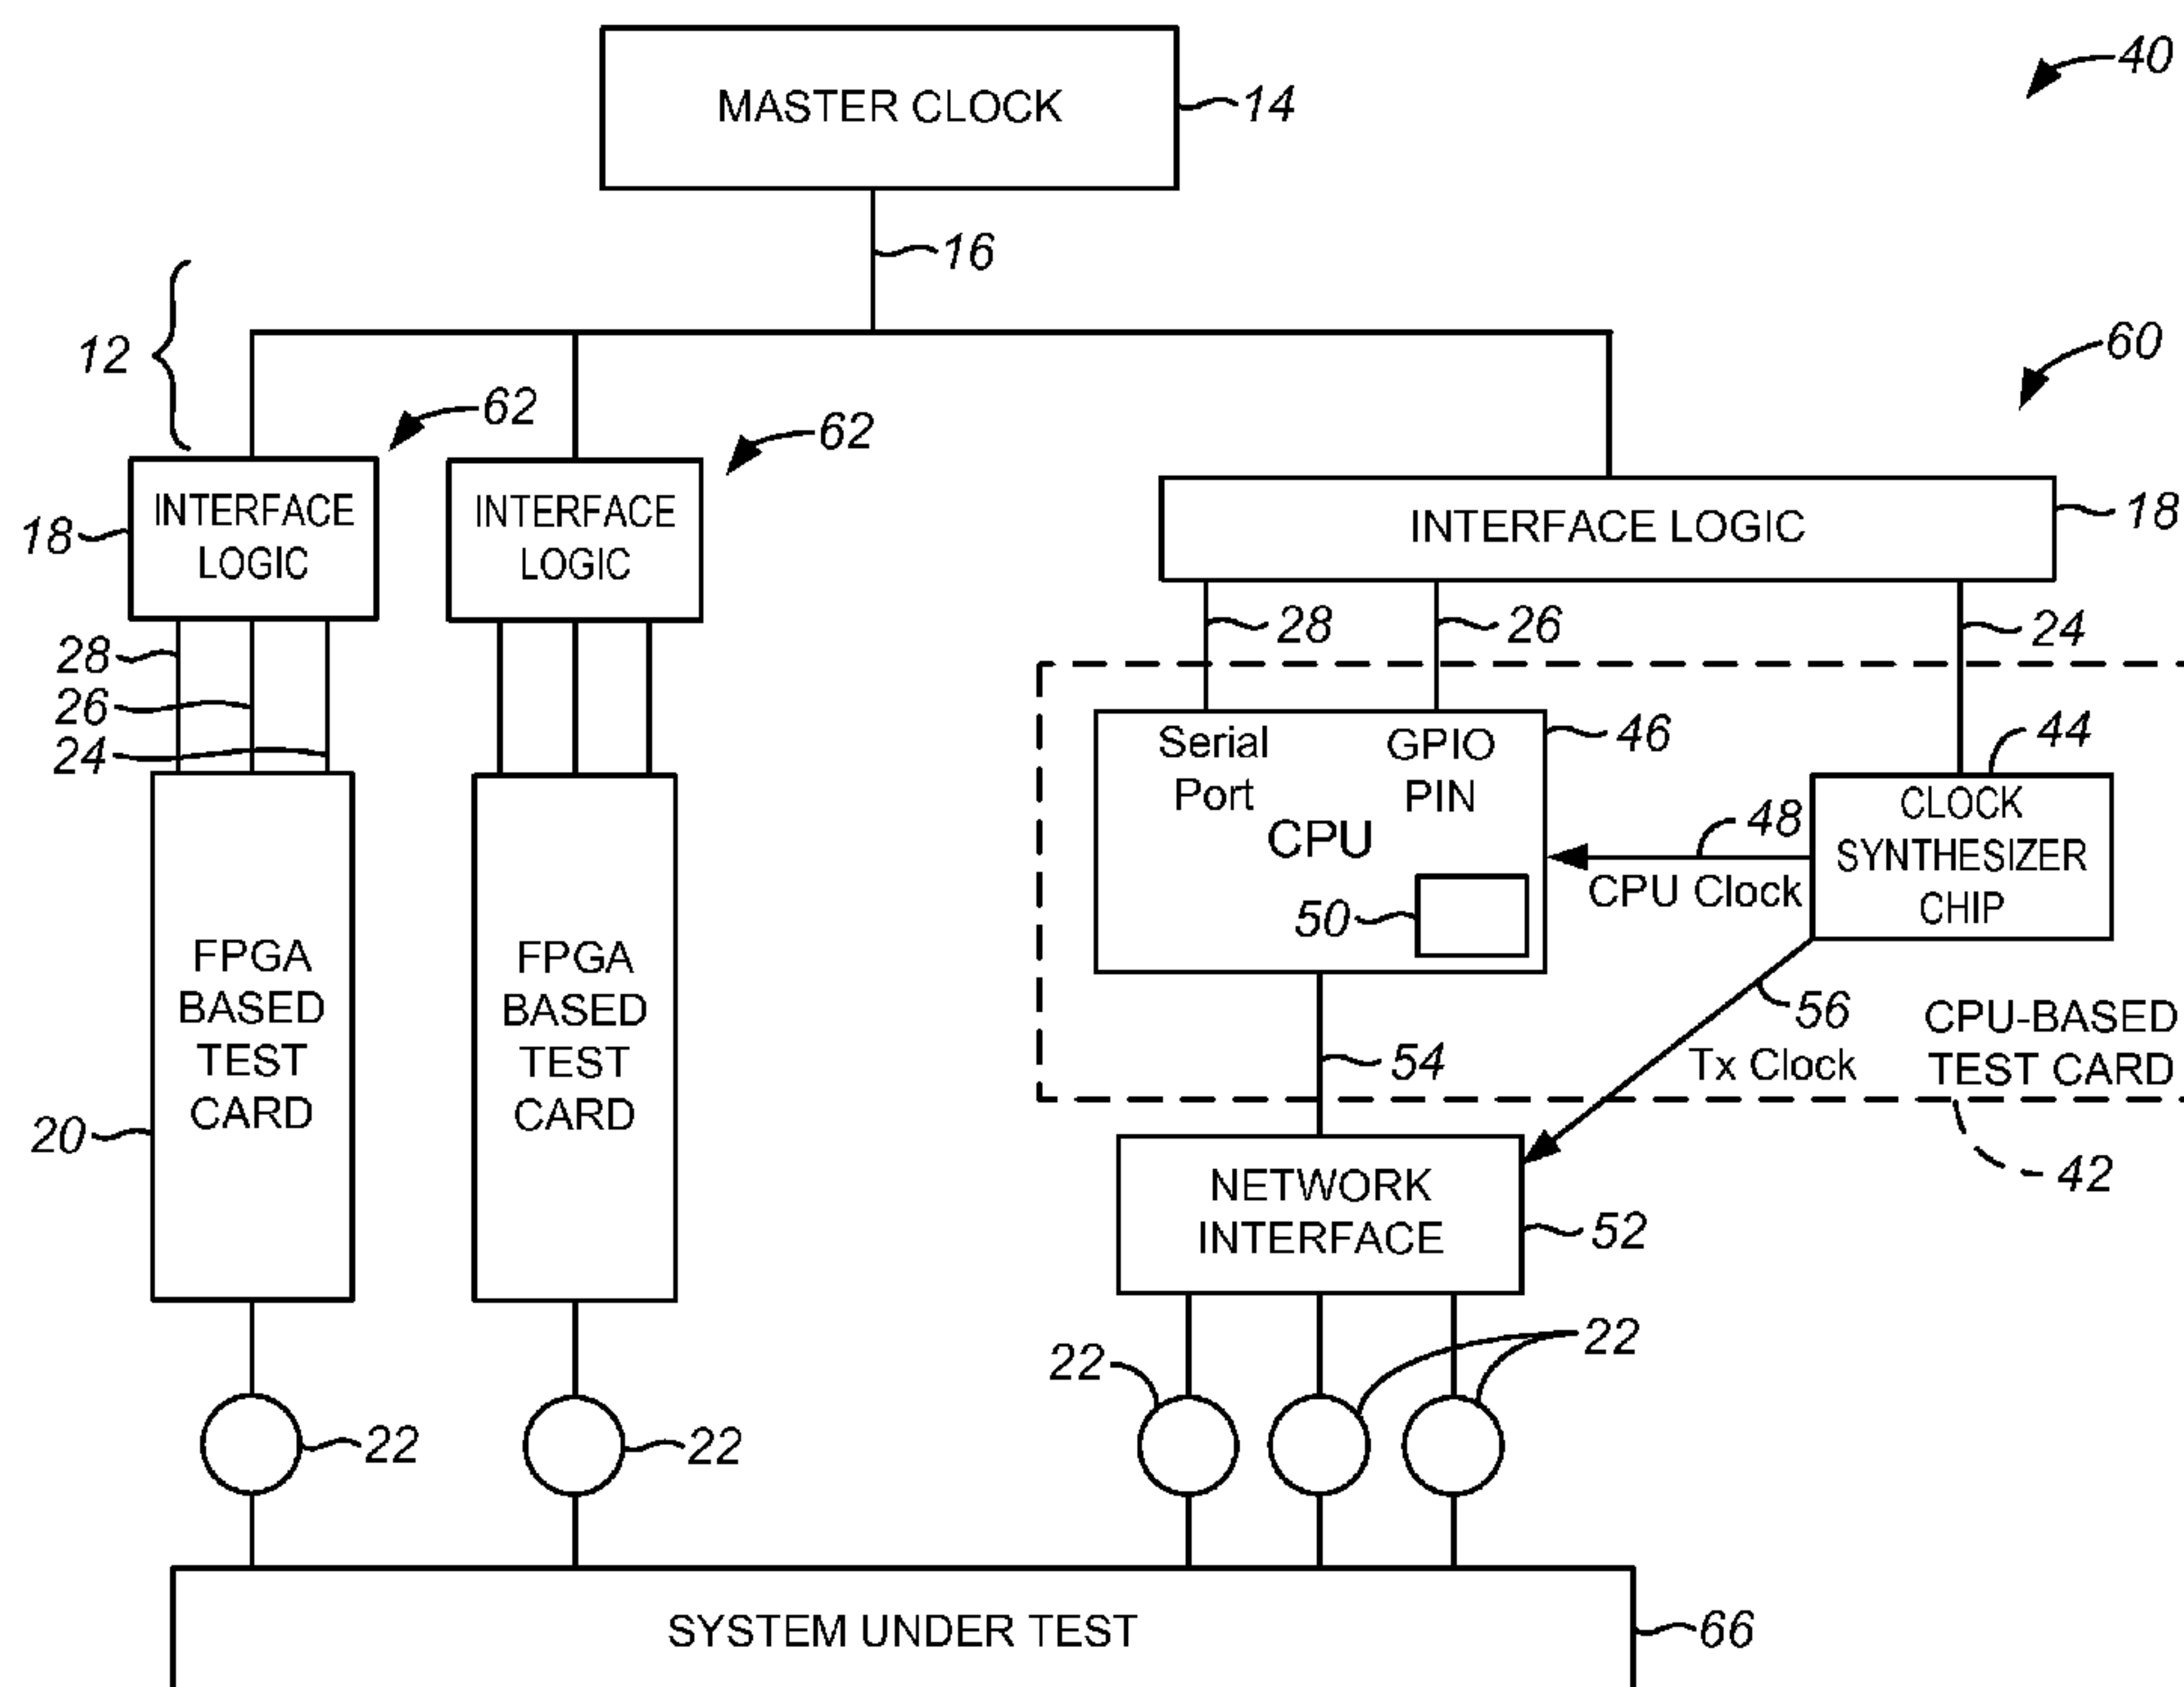 MASTER CLOCK
14
40
16
12
60
62
62
INTERFACE
LOGIC
18
INTERFACE
LOGIC
INTERFACE LOGIC
18
28
26
24
28
26
24
Serial
Port
GPIO
PIN
CPU
46
44
CLOCK
SYNTHESIZER
CHIP
48
CPU Clock
50
56
Tx Clock
CPU-BASED
TEST CARD
54
42
FPGA
BASED
TEST
CARD
20
FPGA
BASED
TEST
CARD
NETWORK
INTERFACE
52
22
22
22
22
SYSTEM UNDER TEST
66